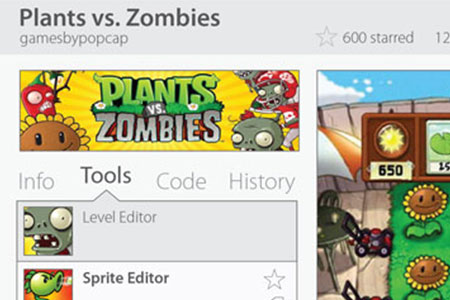 Plants vs. Zombies
gamesbypopcap
600 starred
12
PLANTS
VS.
ZOMBIES
Info Tools Code History
650
Level Editor
Sprite Editor